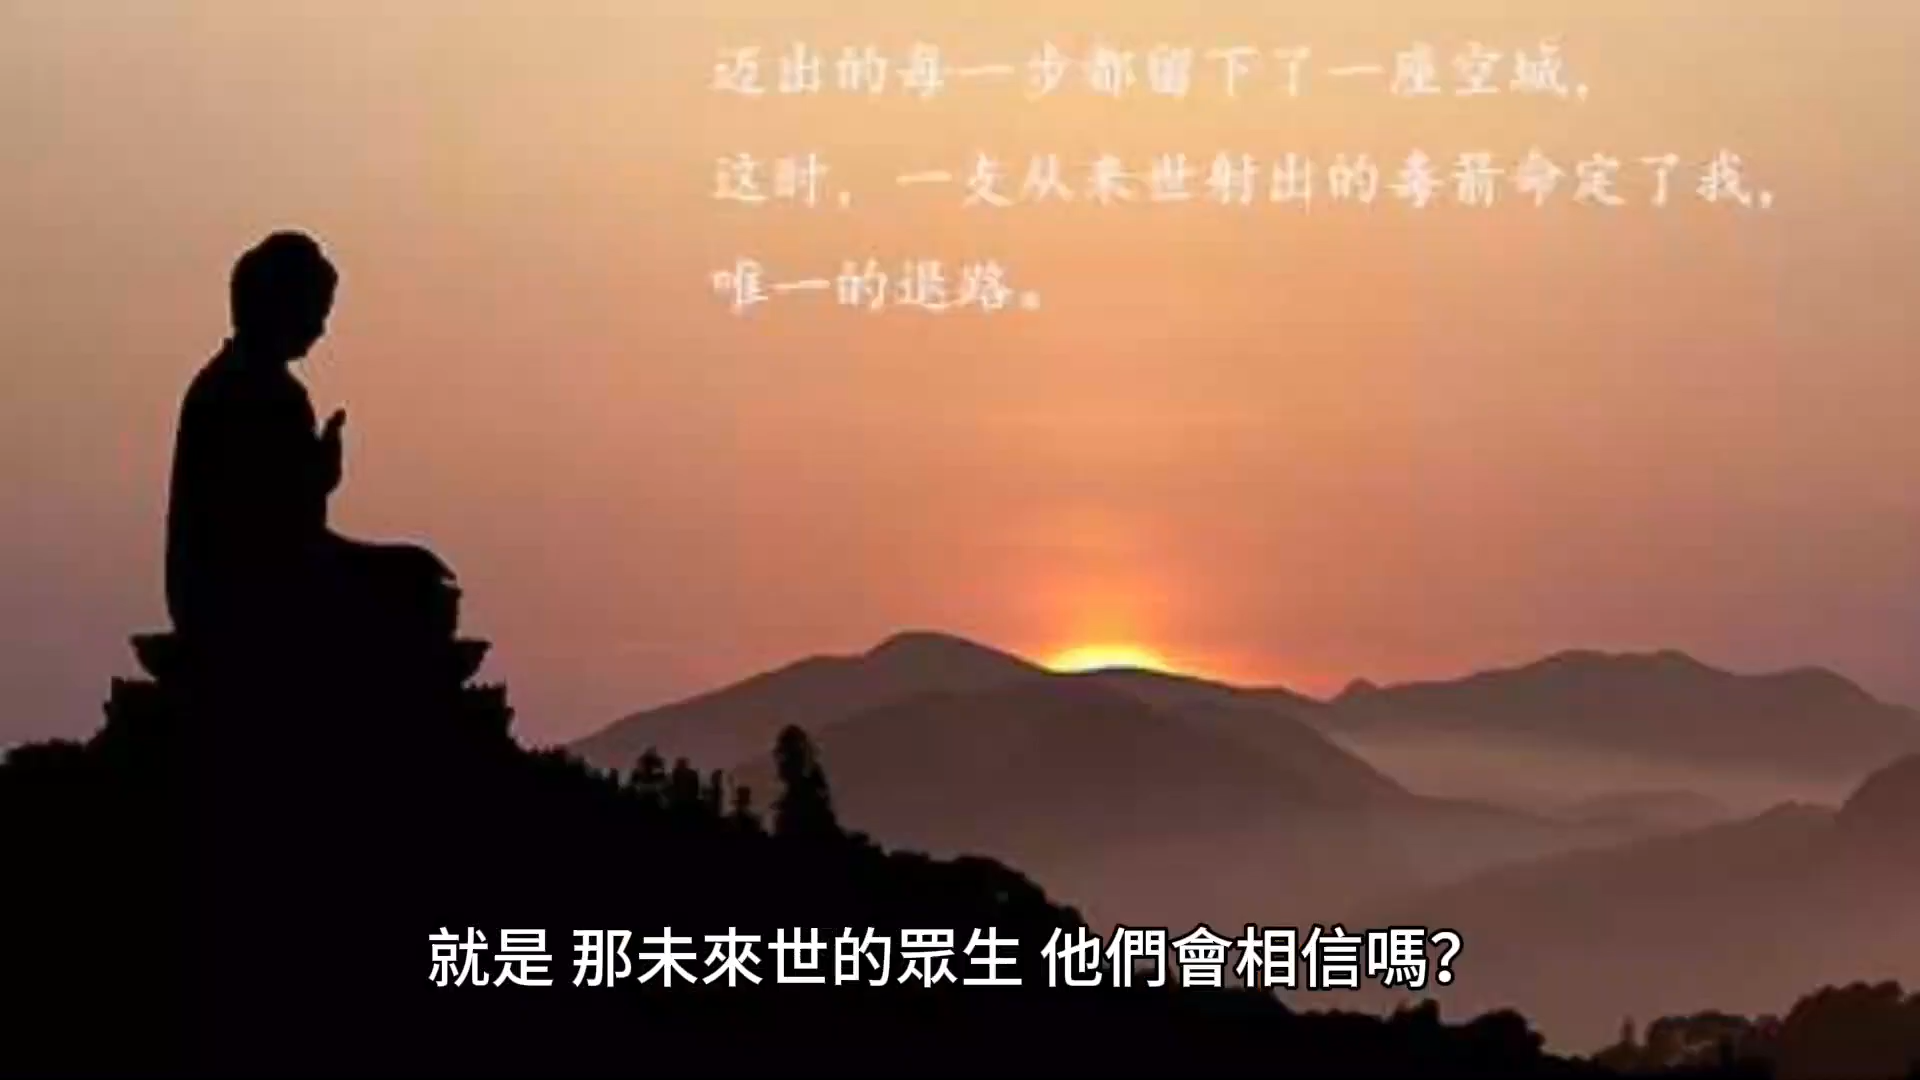 迈出的每一步都留下了一座空城，
这时，一支从来世射出的毒箭命定了我，
唯一的退路。
就是 那未來世的眾生 他們會相信嗎？